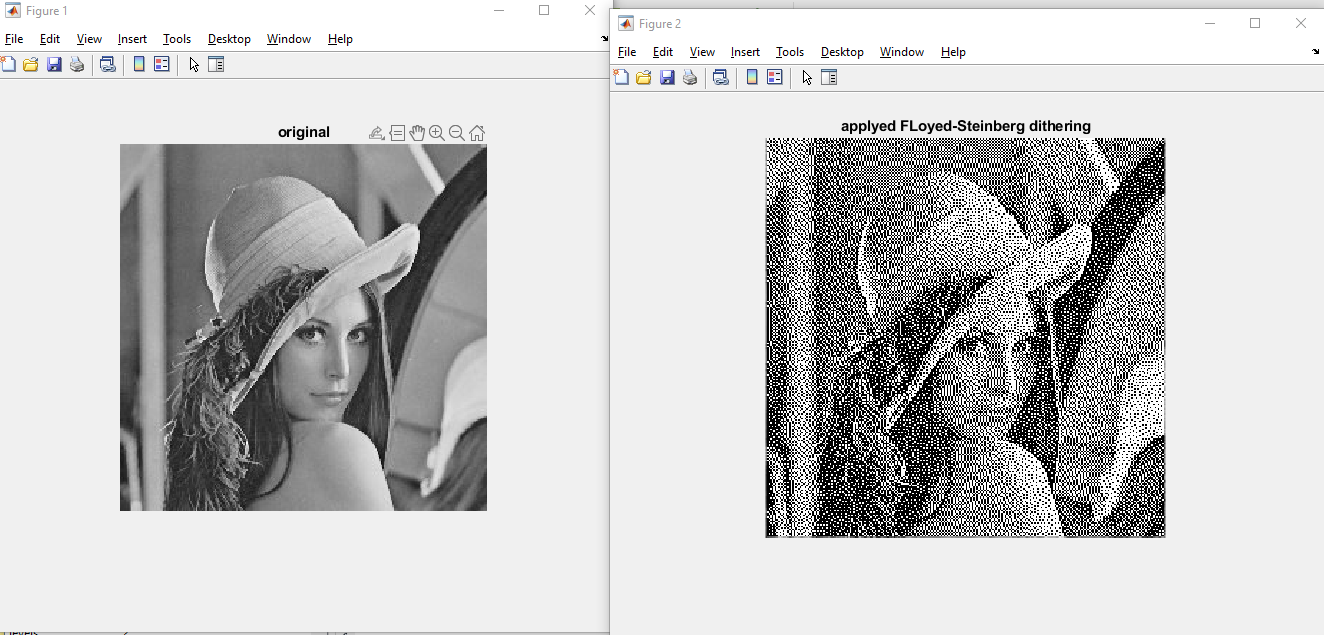 Figure 1
File Edit View Insert Tools Desktop Window Help
original
Figure 2
File Edit View Insert Tools Desktop Window Help
applyed FLoyed-Steinberg dithering